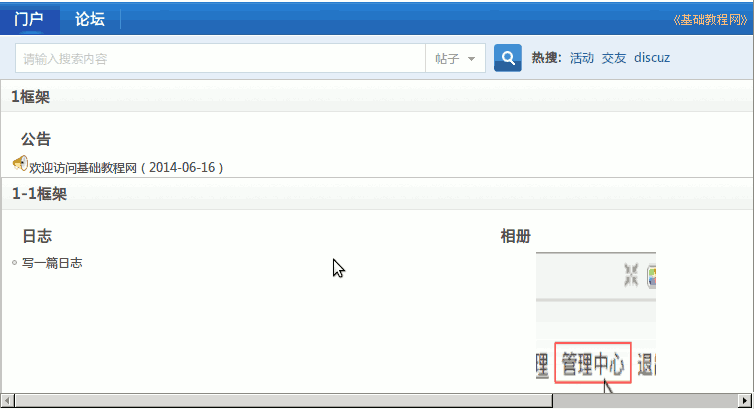 门户 论坛 《基础教程网》
请输入搜索内容 帖子 热搜： 活动 交友 discuz
1框架
公告
欢迎访问基础教程网（2014-06-16）
1-1框架
日志 相册
写一篇日志
理 管理中心 退